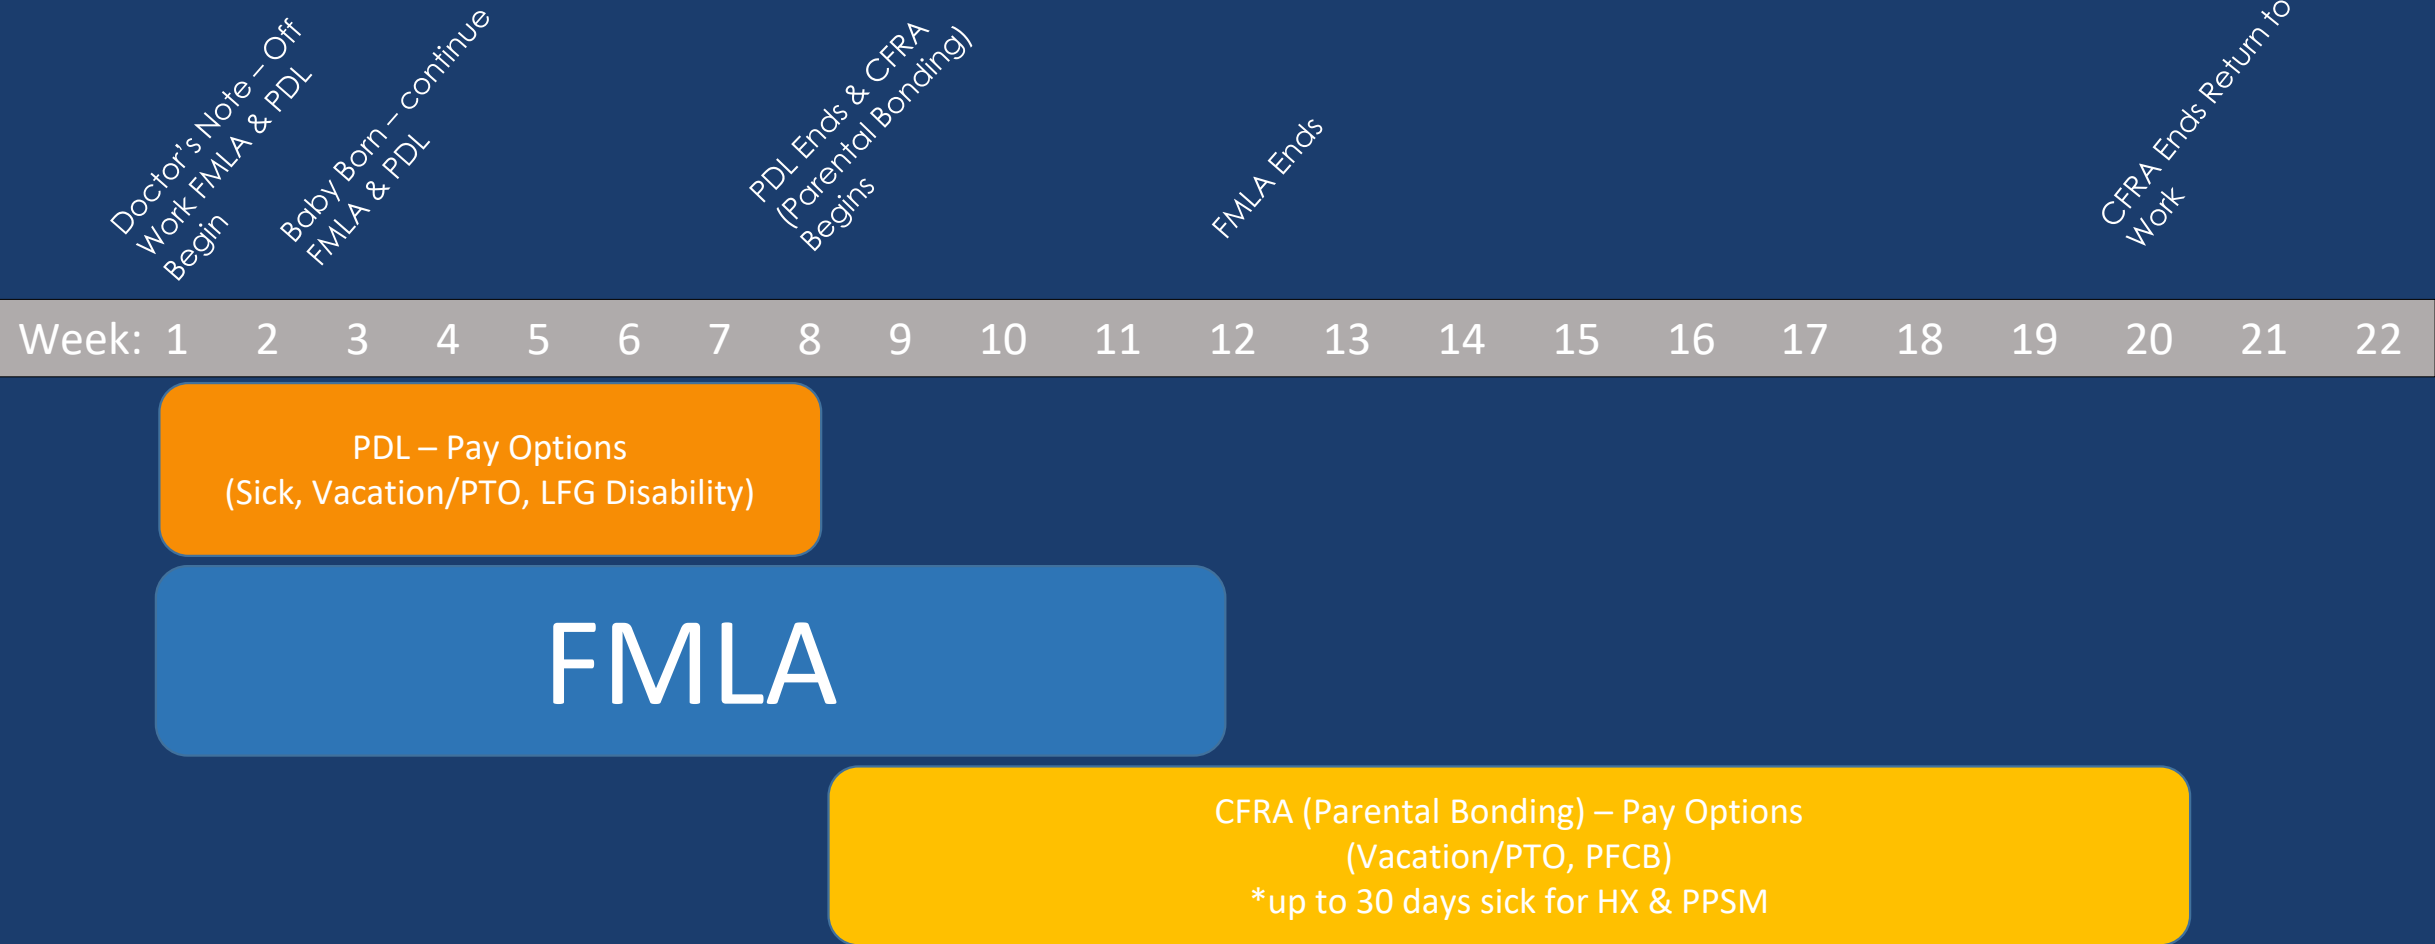 Doctor's Note – Off
Work FMLA & PDL
Begin
Baby Born – continue
FMLA & PDL
PDL Ends & CFRA
(Parental Bonding)
Begins
FMLA Ends
CFRA Ends Return to
Work
Week: 1 2 3 4 5 6 7 8 9 10 11 12 13 14 15 16 17 18 19 20 21 22
PDL – Pay Options
(Sick, Vacation/PTO, LFG Disability)
FMLA
CFRA (Parental Bonding) – Pay Options
(Vacation/PTO, PFCB)
*up to 30 days sick for HX & PPSM